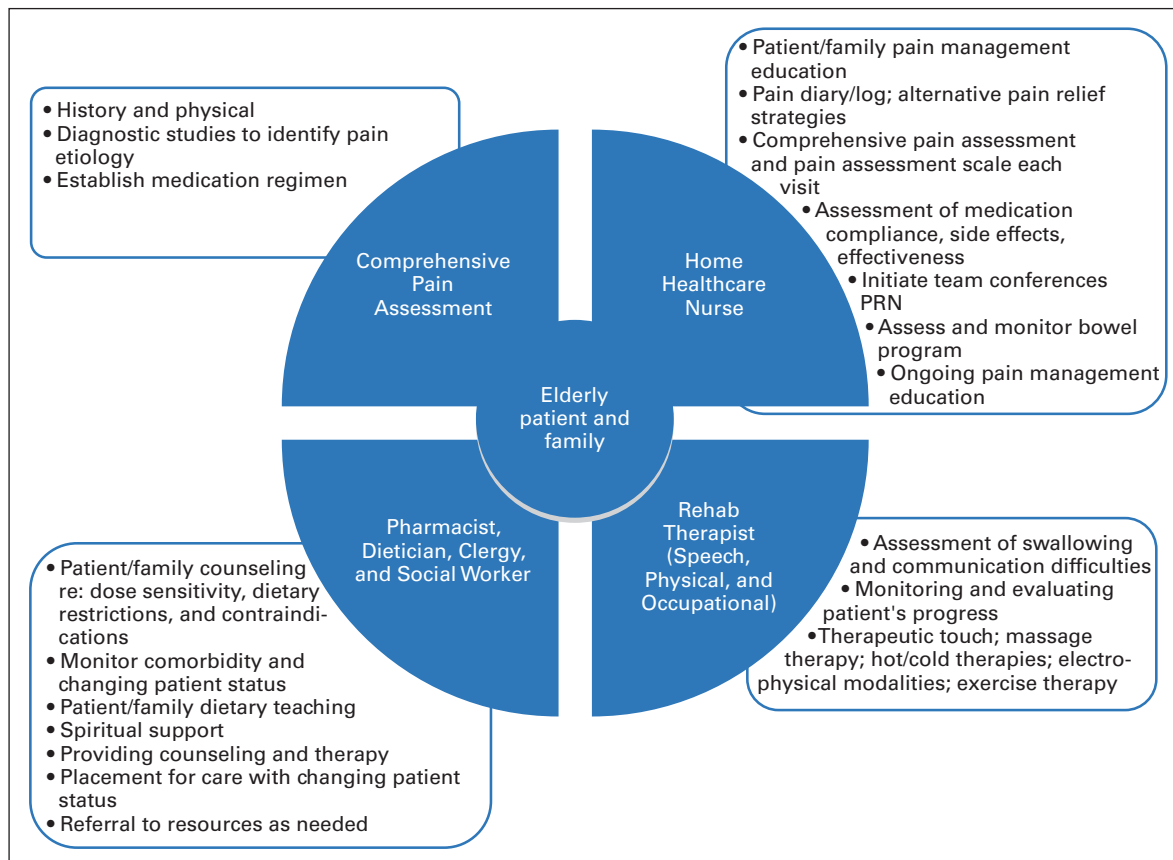 • History and physical
• Diagnostic studies to identify pain
etiology
• Establish medication regimen
• Patient/family pain management
education
• Pain diary/log; alternative pain relief
strategies
• Comprehensive pain assessment
and pain assessment scale each
visit
• Assessment of medication
compliance, side effects,
effectiveness
• Initiate team conferences
PRN
• Assess and monitor bowel
program
• Ongoing pain management
education
Comprehensive
Pain
Assessment
Home
Healthcare
Nurse
Elderly
patient and
family
Pharmacist,
Dietician, Clergy,
and Social Worker
Rehab
Therapist
(Speech,
Physical, and
Occupational)
• Patient/family counseling
re: dose sensitivity, dietary
restrictions, and contraindi-
cations
• Monitor comorbidity and
changing patient status
• Patient/family dietary teaching
• Spiritual support
• Providing counseling and therapy
• Placement for care with changing patient
status
• Referral to resources as needed
• Assessment of swallowing
and communication difficulties
• Monitoring and evaluating
patient's progress
• Therapeutic touch; massage
therapy; hot/cold therapies; electro-
physical modalities; exercise therapy